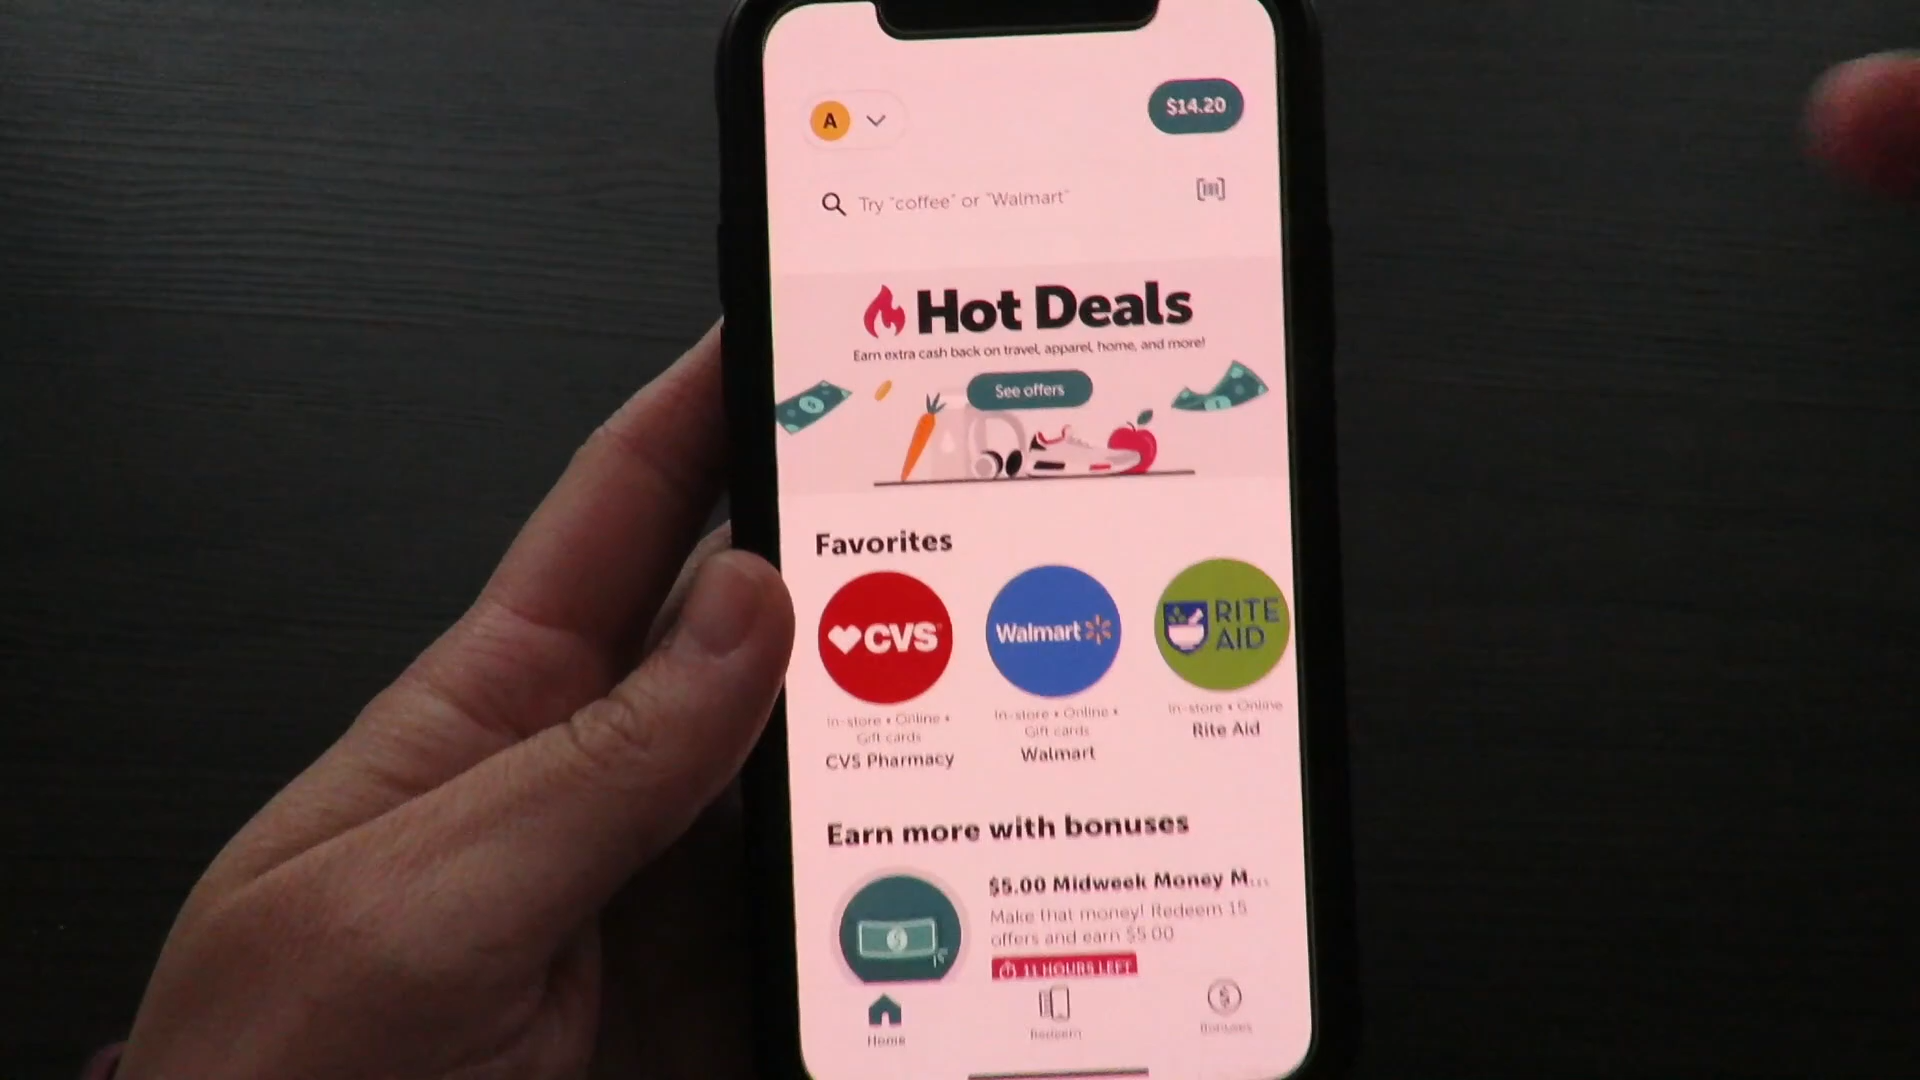 A
$14.20
Try "coffee" or "Walmart"
Hot Deals
Earn extra cash back on travel, apparel, home, and more!
See offers
Favorites
CVS
Walmart
RITE
AID
In-store • Online •
Gift cards
CVS Pharmacy
In-store • Online •
Gift cards
Walmart
In-store • Online
Rite Aid
Earn more with bonuses
$5.00 Midweek Money M...
Make that money! Redeem 15
offers and earn $5.00
11 HOURS LEFT
Home
Redeem
Bonuses